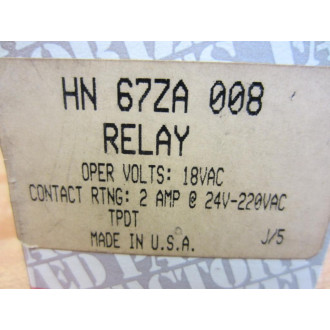 HN 67ZA 008
RELAY
OPER VOLTS: 18VAC
CONTACT RTNG: 2 AMP @ 24V-220VAC
TPDT
MADE IN U.S.A. J/5